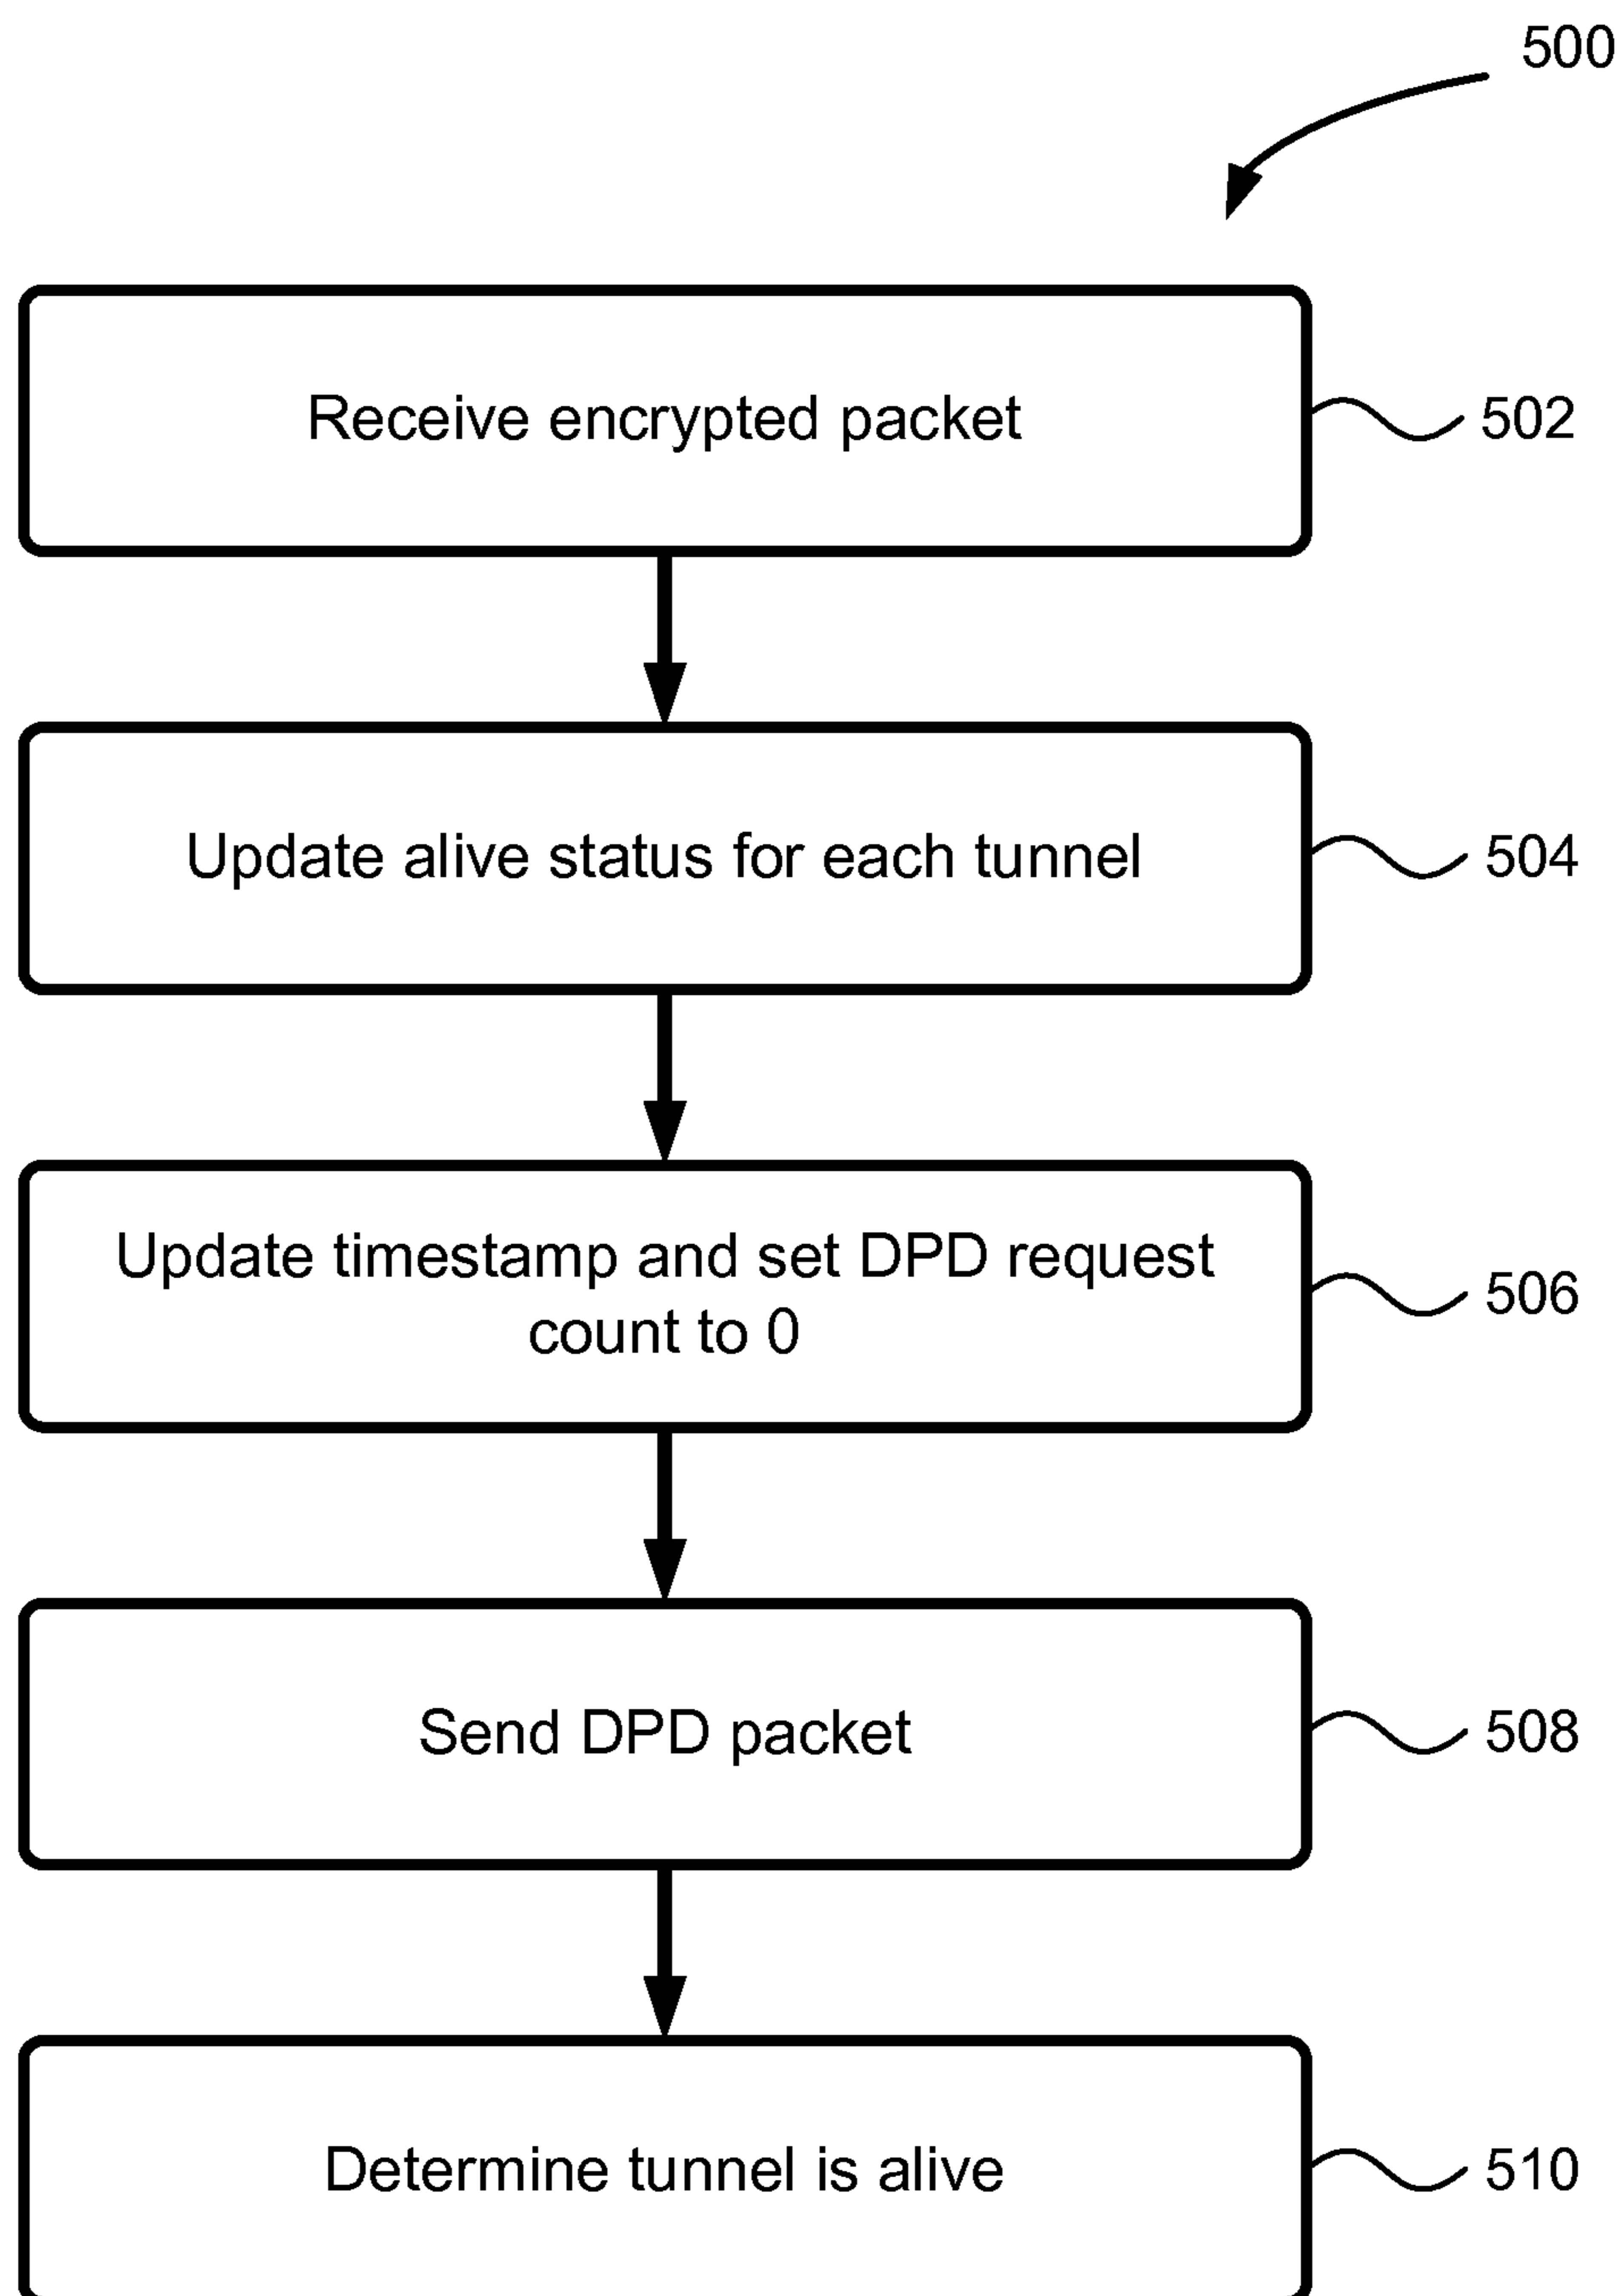 500
Receive encrypted packet
502
Update alive status for each tunnel
504
Update timestamp and set DPD request
count to 0
506
Send DPD packet
508
Determine tunnel is alive
510